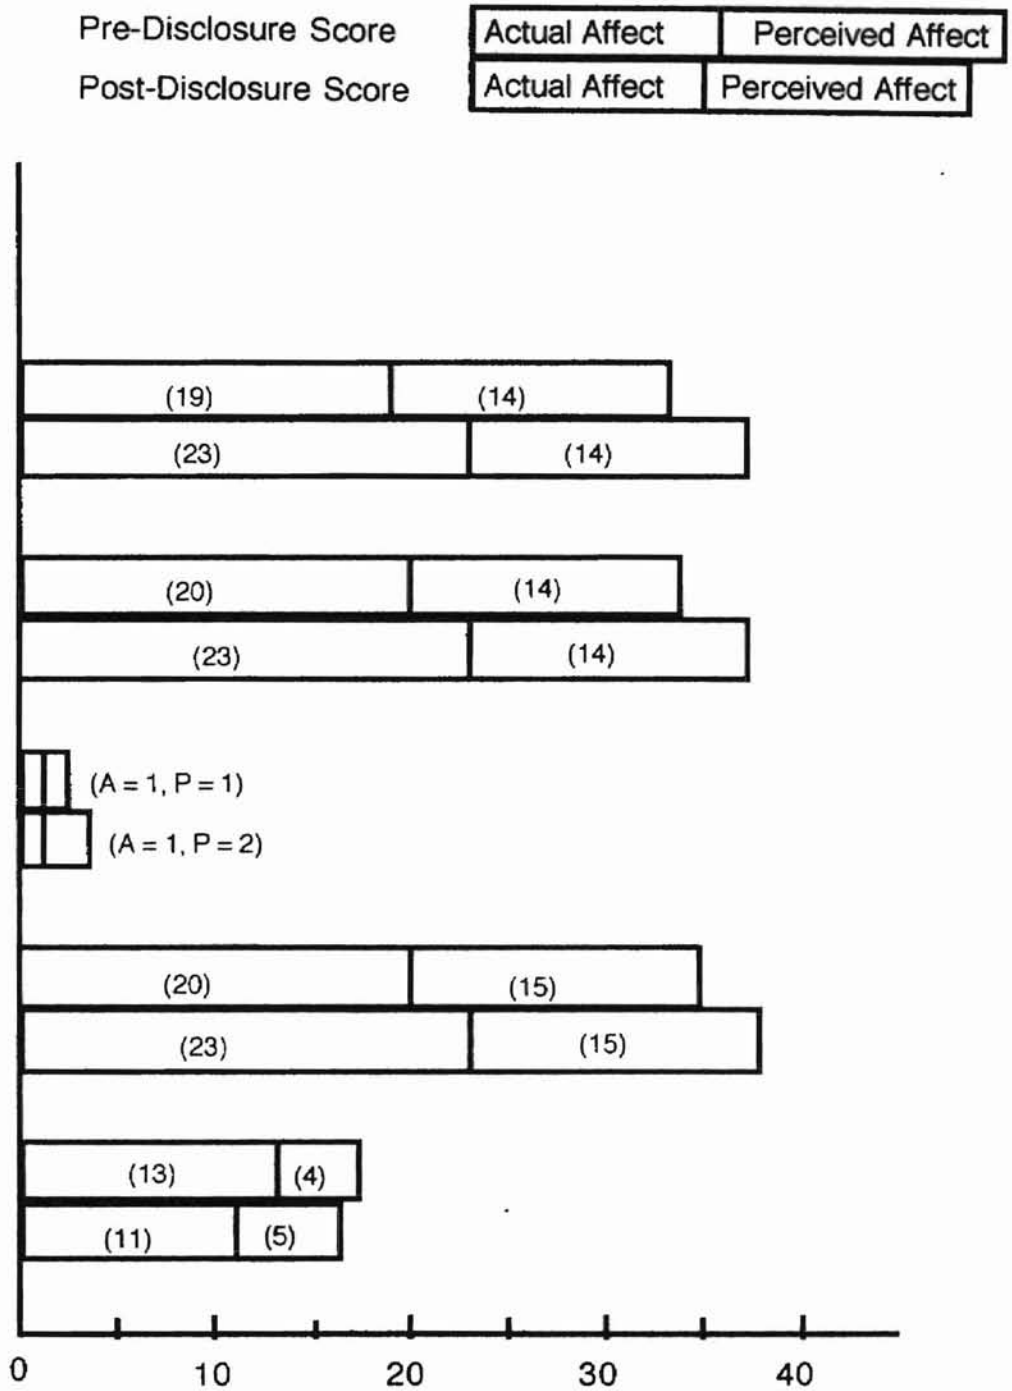 Pre-Disclosure Score Actual Affect Perceived Affect
Post-Disclosure Score Actual Affect Perceived Affect
(19) (14)
(23) (14)
(20) (14)
(23) (14)
(A = 1, P = 1)
(A = 1, P = 2)
(20) (15)
(23) (15)
(13) (4)
(11) (5)
0 10 20 30 40